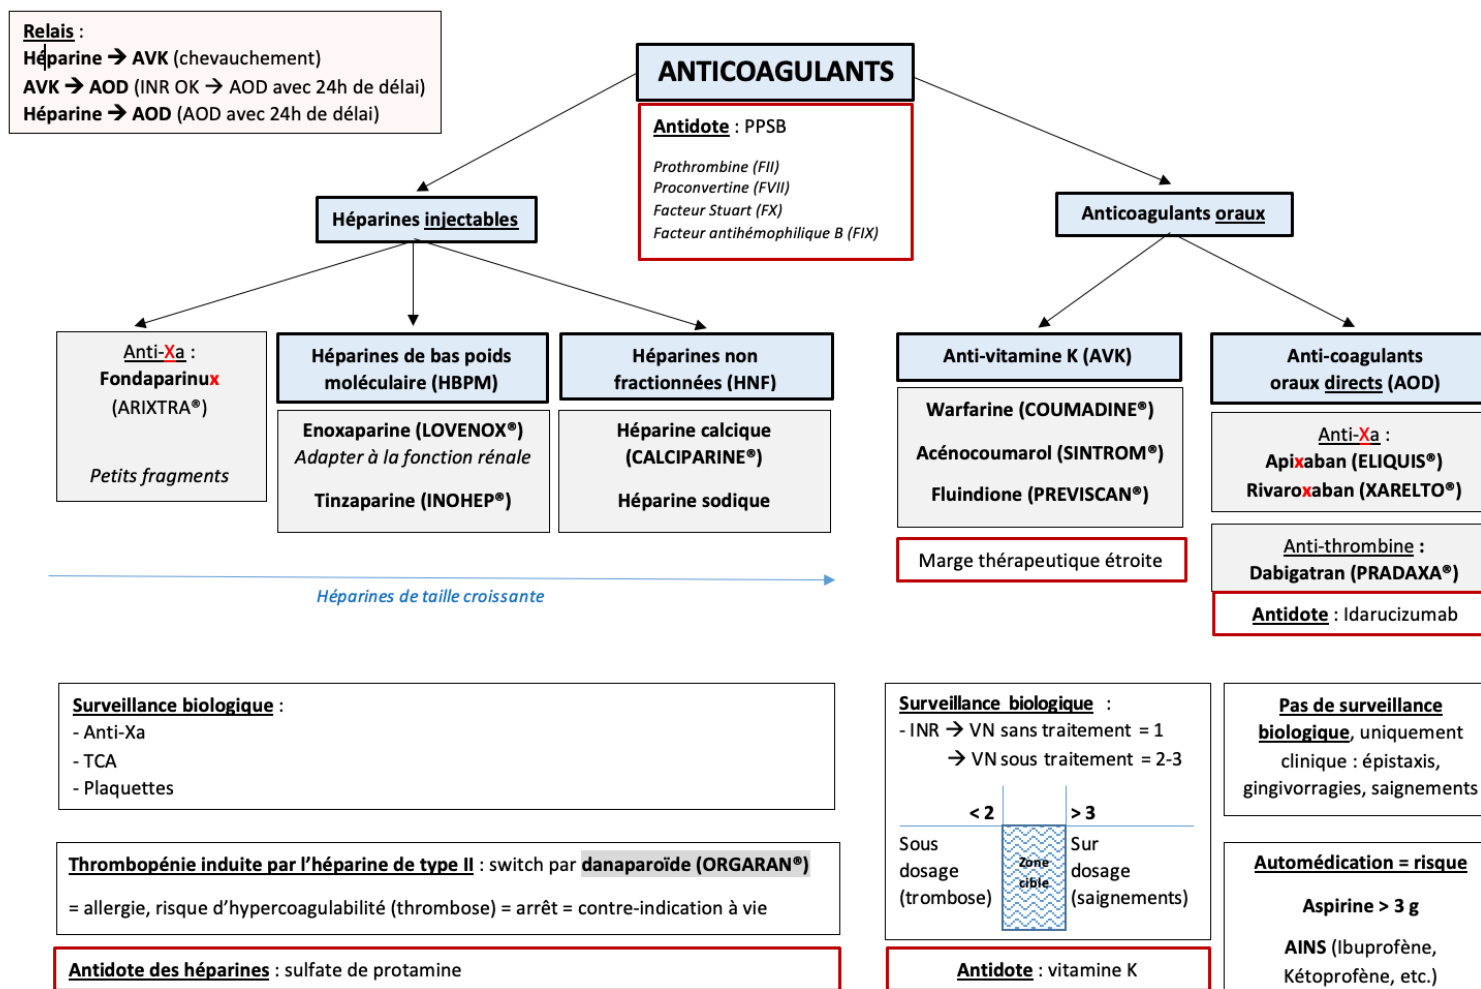 Relais :
Héparine → AVK (chevauchement)
AVK → AOD (INR OK → AOD avec 24h de délai)
Héparine → AOD (AOD avec 24h de délai)
ANTICOAGULANTS
Antidote : PPSB
Prothrombine (FII)
Proconvertine (FVII)
Facteur Stuart (FX)
Facteur antihémophilique B (FIX)
Héparines injectables
Anticoagulants oraux
Anti-Xa :
Fondaparinux
(ARIXTRA®)
Petits fragments
Héparines de bas poids
moléculaire (HBPM)
Enoxaparine (LOVENOX®)
Adapter à la fonction rénale
Tinzaparine (INOHEP®)
Héparines non
fractionnées (HNF)
Héparine calcique
(CALCIPARINE®)
Héparine sodique
Héparines de taille croissante
Anti-vitamine K (AVK)
Warfarine (COUMADINE®)
Acénocoumarol (SINTROM®)
Fluindione (PREVISCAN®)
Marge thérapeutique étroite
Anti-coagulants
oraux directs (AOD)
Anti-Xa :
Apixaban (ELIQUIS®)
Rivaroxaban (XARELTO®)
Anti-thrombine :
Dabigatran (PRADAXA®)
Antidote : Idarucizumab
Surveillance biologique :
- Anti-Xa
- TCA
- Plaquettes
Thrombopénie induite par l'héparine de type II : switch par danaparoïde (ORGARAN®)
= allergie, risque d'hypercoagulabilité (thrombose) = arrêt = contre-indication à vie
Antidote des héparines : sulfate de protamine
Surveillance biologique :
- INR → VN sans traitement = 1
→ VN sous traitement = 2-3
< 2
> 3
Sous
dosage
(trombose)
Zone
cible
Sur
dosage
(saignements)
Antidote : vitamine K
Pas de surveillance
biologique, uniquement
clinique : épistaxis,
gingivorragies, saignements
Automédication = risque
Aspirine > 3 g
AINS (Ibuprofène,
Kétoprofène, etc.)